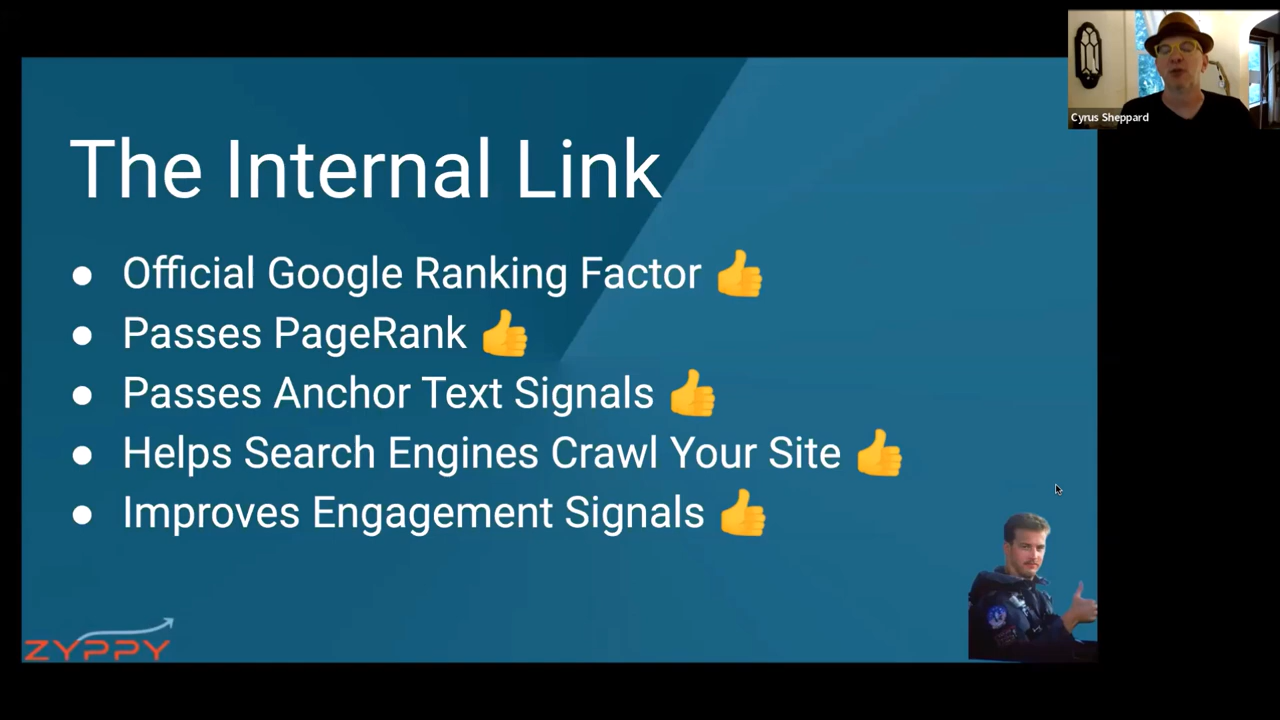 Cyrus Sheppard
The Internal Link
● Official Google Ranking Factor 👍
● Passes PageRank 👍
● Passes Anchor Text Signals 👍
● Helps Search Engines Crawl Your Site 👍
● Improves Engagement Signals 👍
ZYPPY